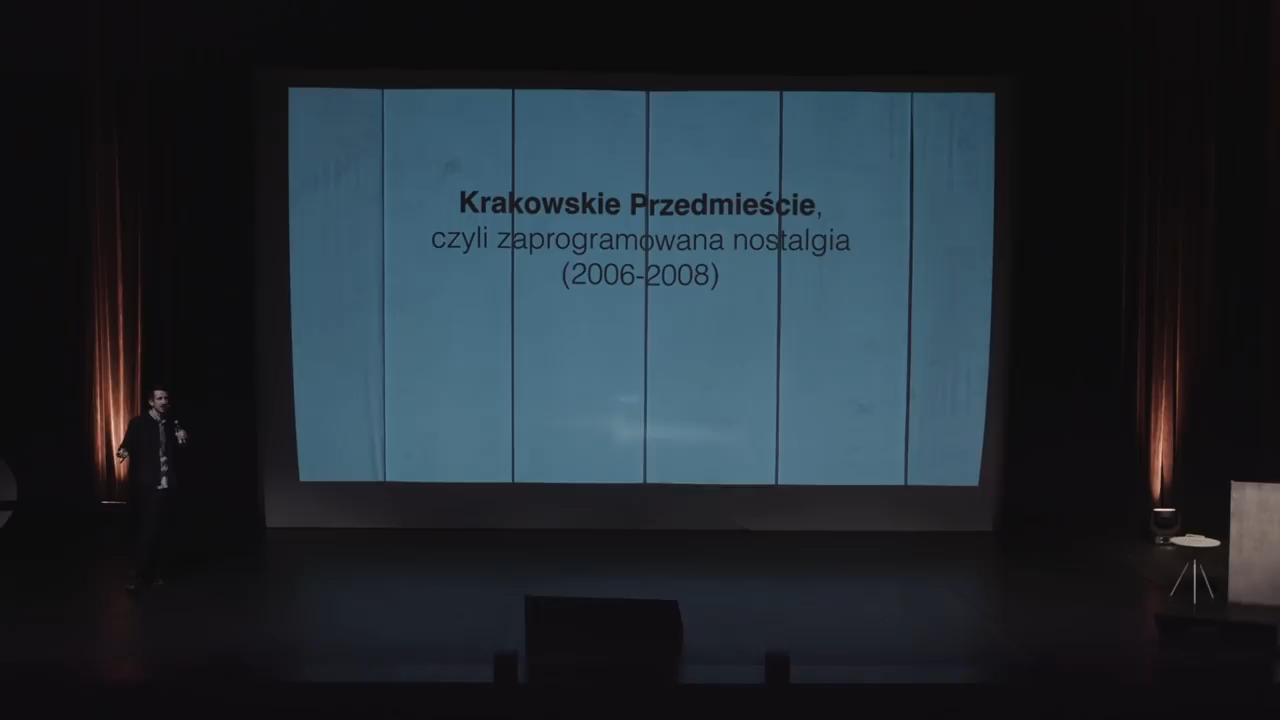 Krakowskie Przedmieście,
czyli zaprogramowana nostalgia
(2006-2008)